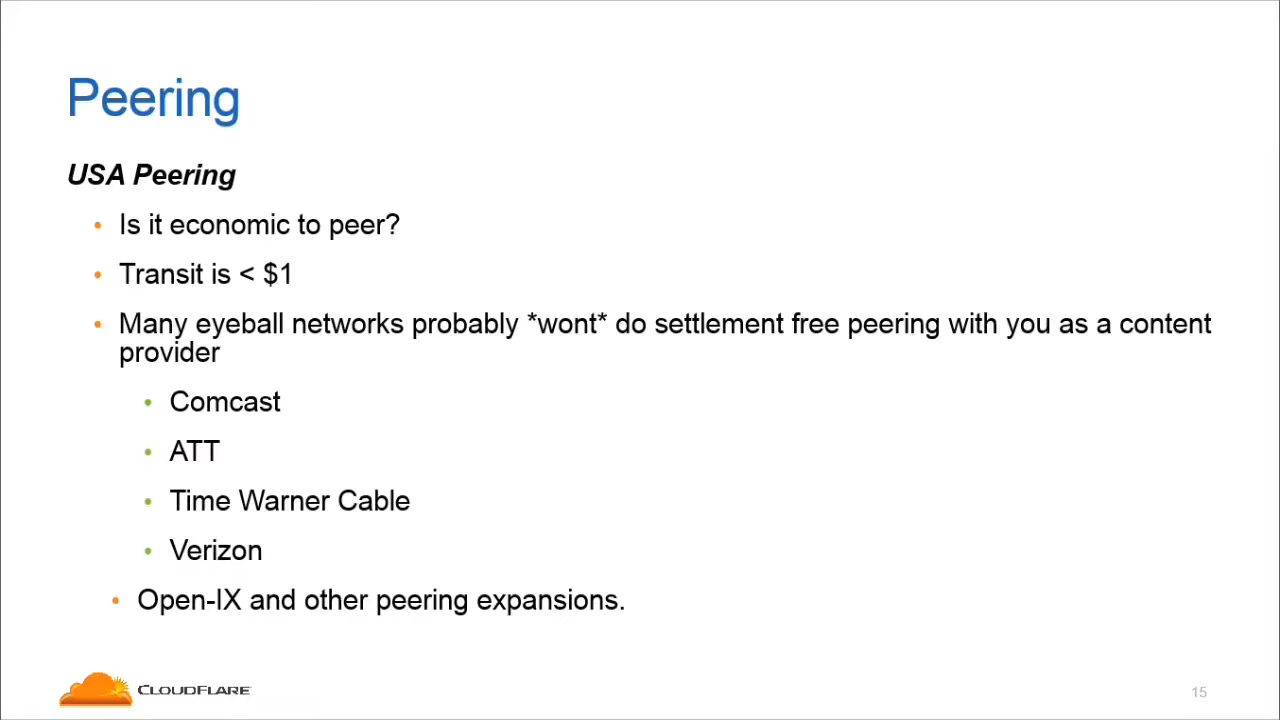 Peering
USA Peering
• Is it economic to peer?
• Transit is < $1
• Many eyeball networks probably *wont* do settlement free peering with you as a content
provider
• Comcast
• ATT
• Time Warner Cable
• Verizon
• Open-IX and other peering expansions.
CLOUDFLARE
15